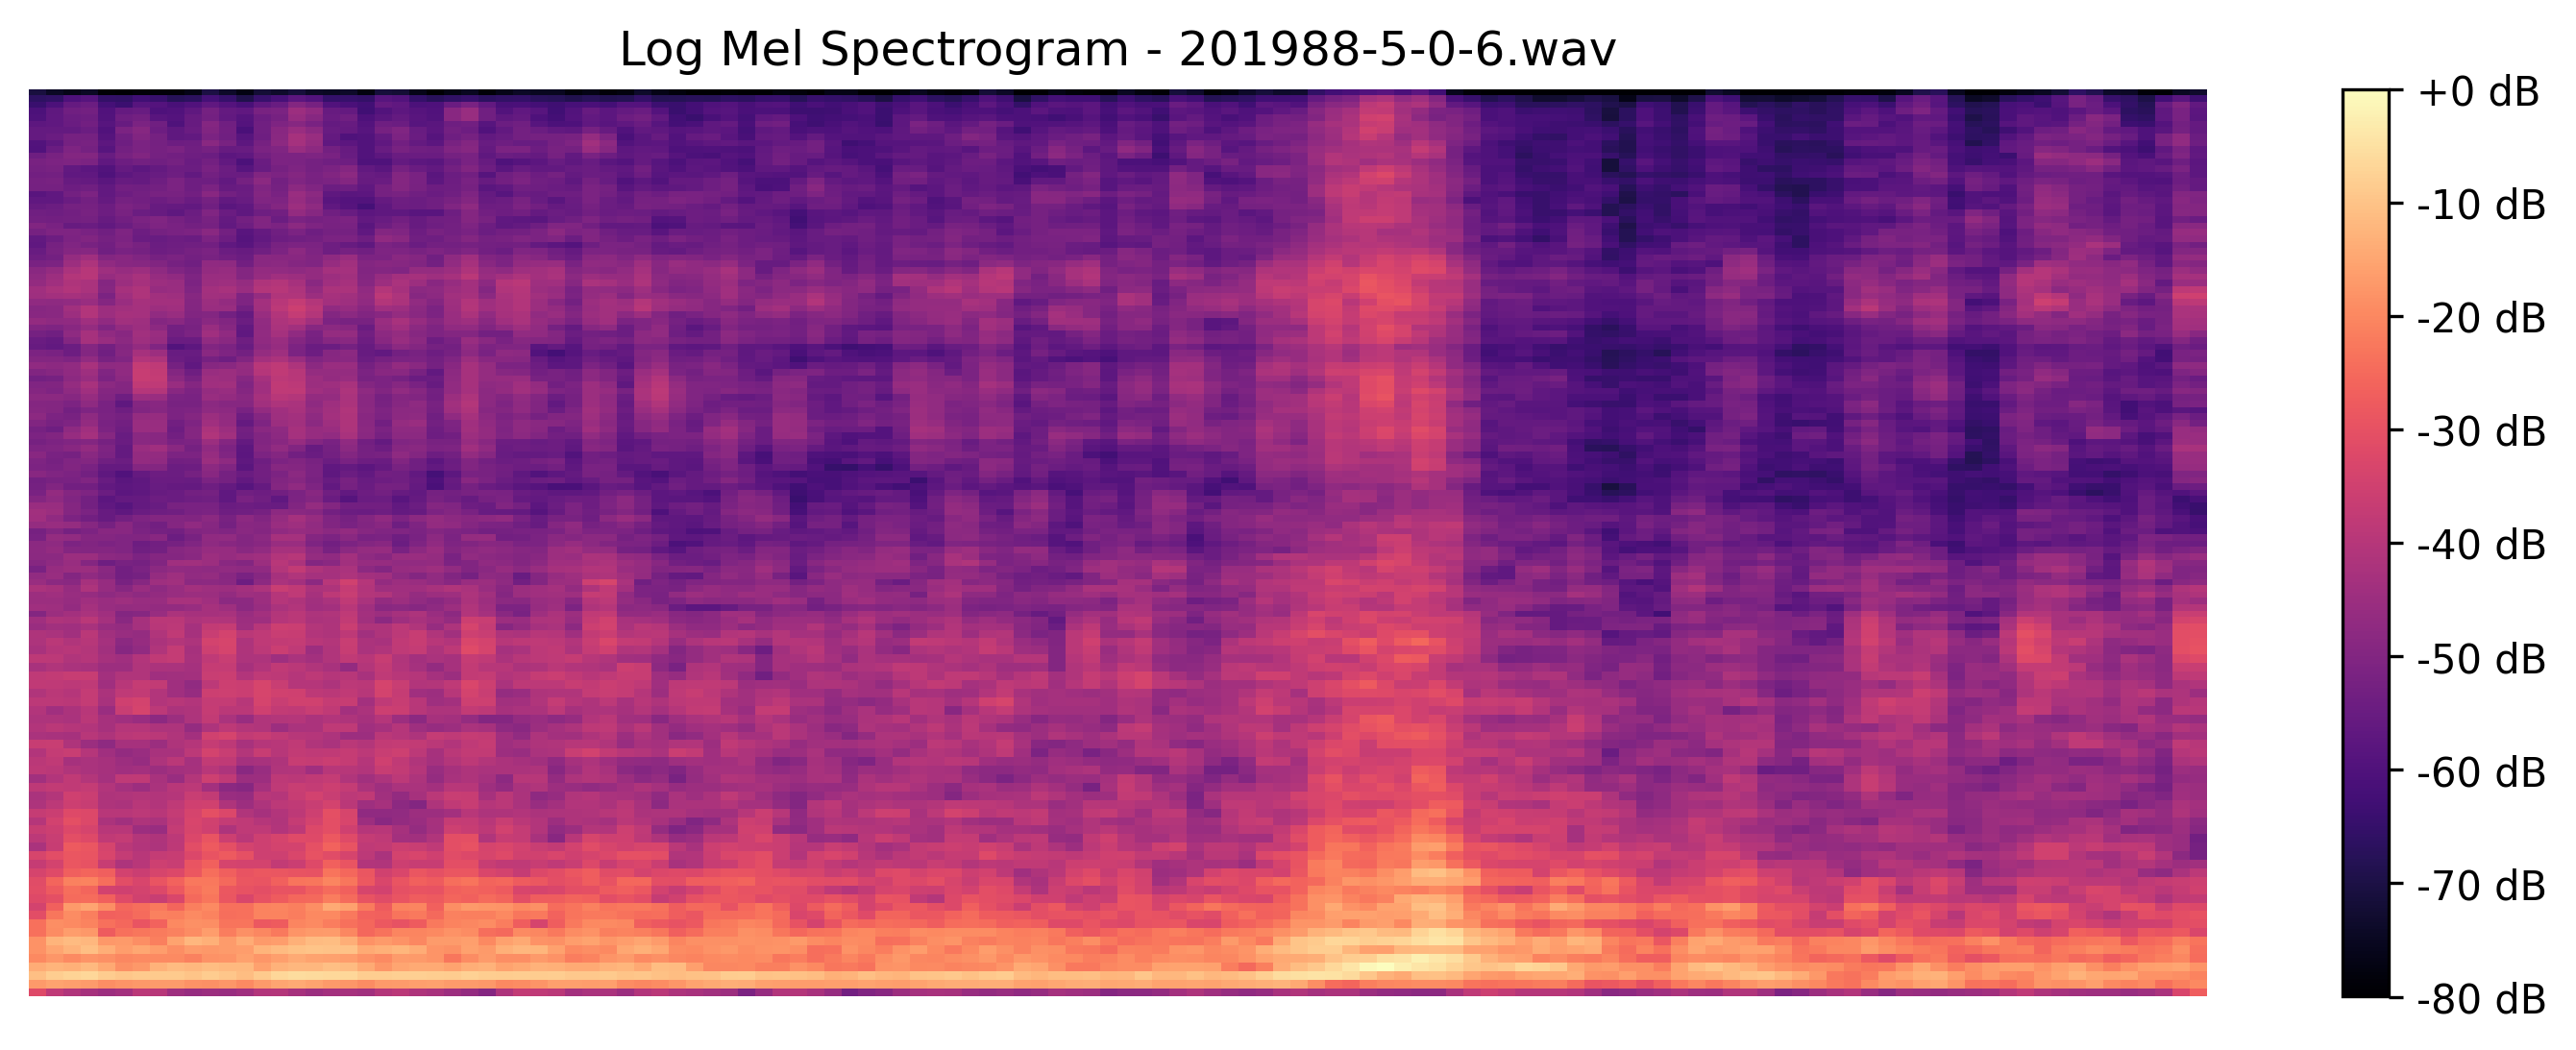 Log Mel Spectrogram - 201988-5-0-6.wav
+0 dB
-10 dB
-20 dB
-30 dB
-40 dB
-50 dB
-60 dB
-70 dB
-80 dB